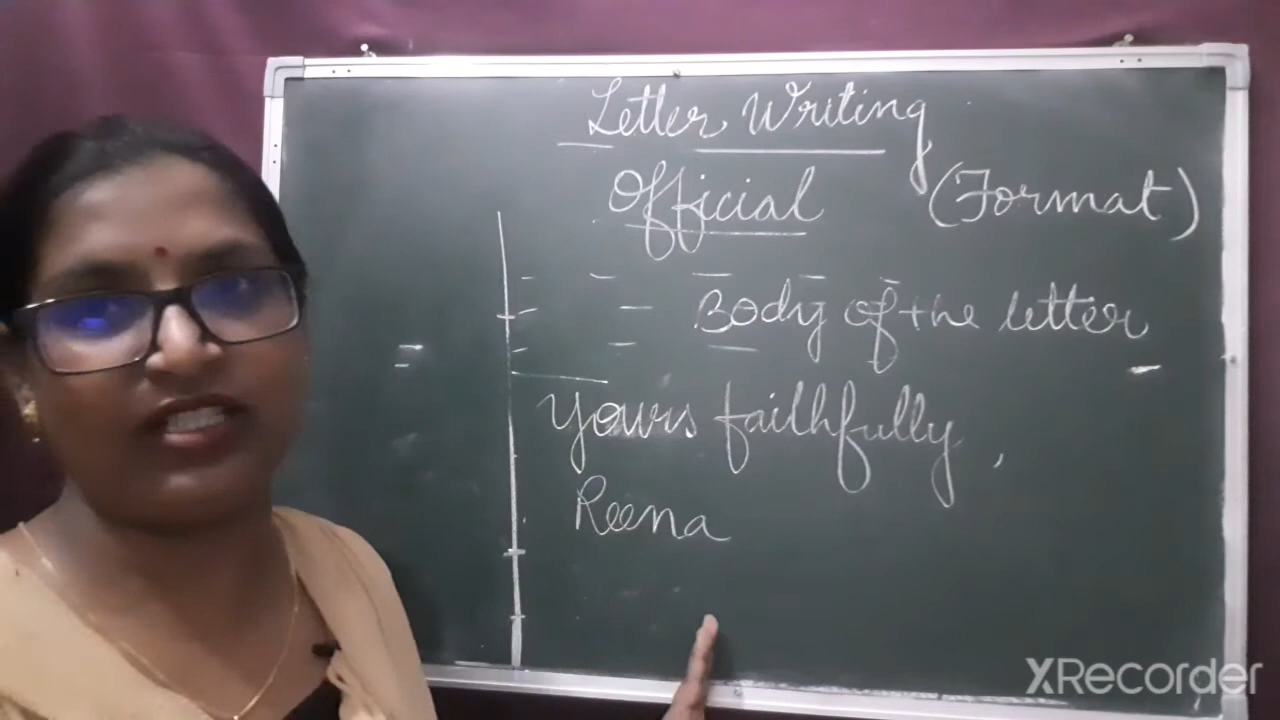 Letter Writing
Official (Format)
Body of the letter
Yours faithfully,
Reena
XRecorder